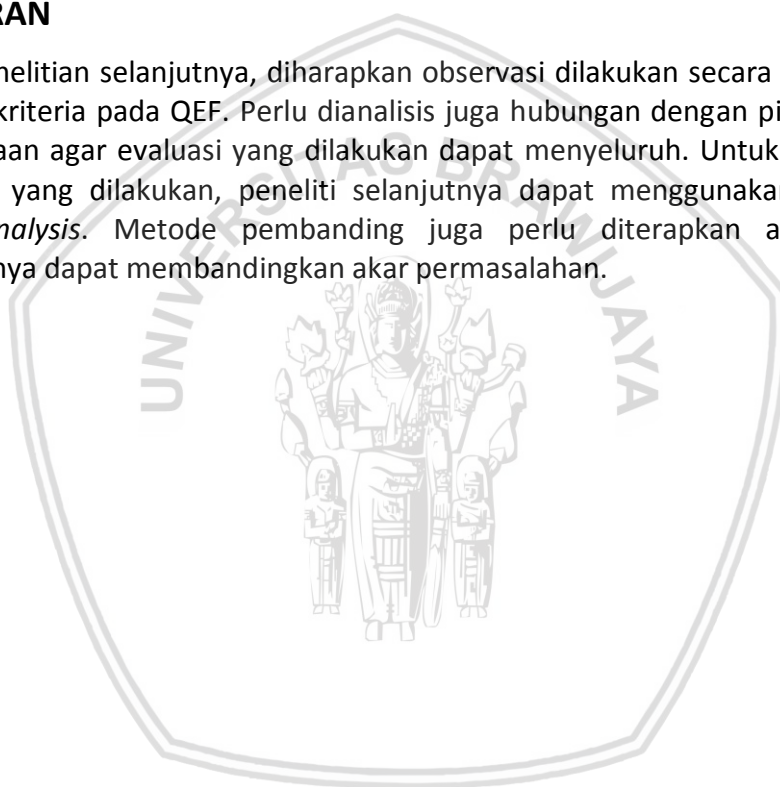 RAN
nelitian selanjutnya, diharapkan observasi dilakukan secara
kriteria pada QEF. Perlu dianalisis juga hubungan dengan pi
aan agar evaluasi yang dilakukan dapat menyeluruh. Untuk
yang dilakukan, peneliti selanjutnya dapat menggunakan
nalysis. Metode pembanding juga perlu diterapkan a
nya dapat membandingkan akar permasalahan.
UNIVERSITAS BRAWIJAYA